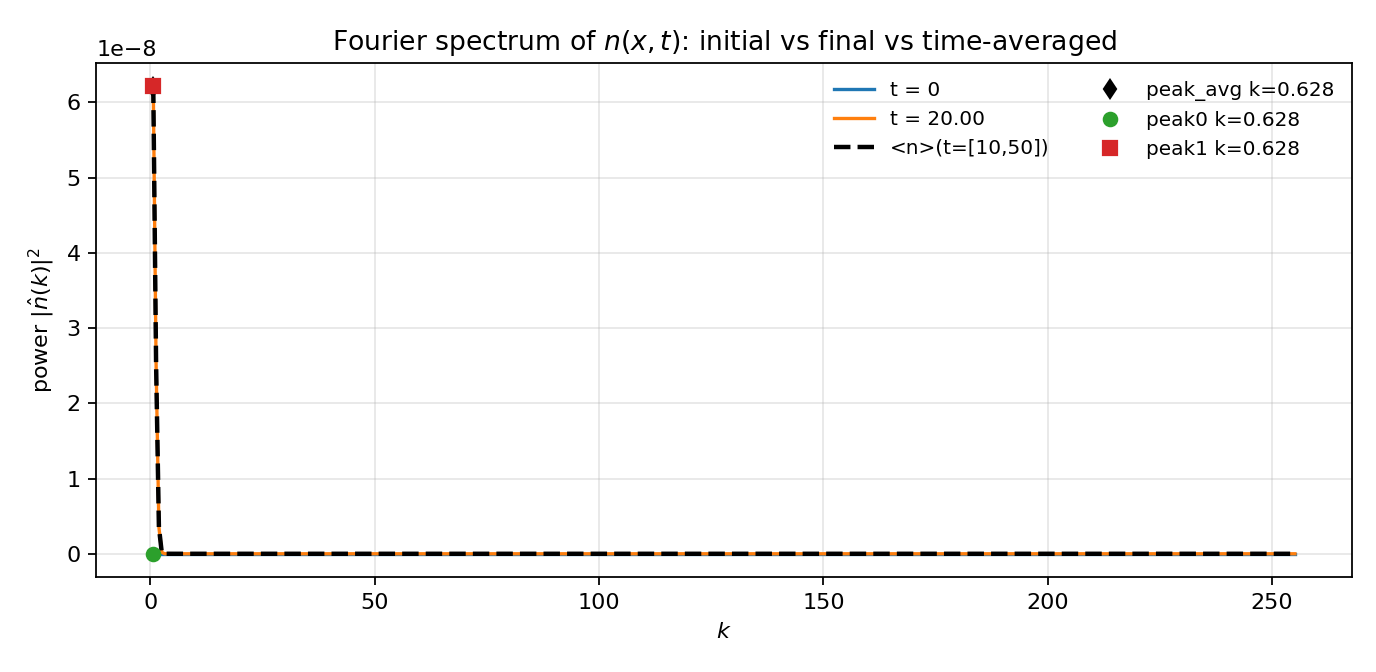 Fourier spectrum of n(x, t): initial vs final vs time-averaged
1e−8
power |n̂(k)|²
6
5
4
3
2
1
0
0 50 100 150 200 250
k
t = 0
t = 20.00
<n>(t=[10,50])
peak_avg k=0.628
peak0 k=0.628
peak1 k=0.628